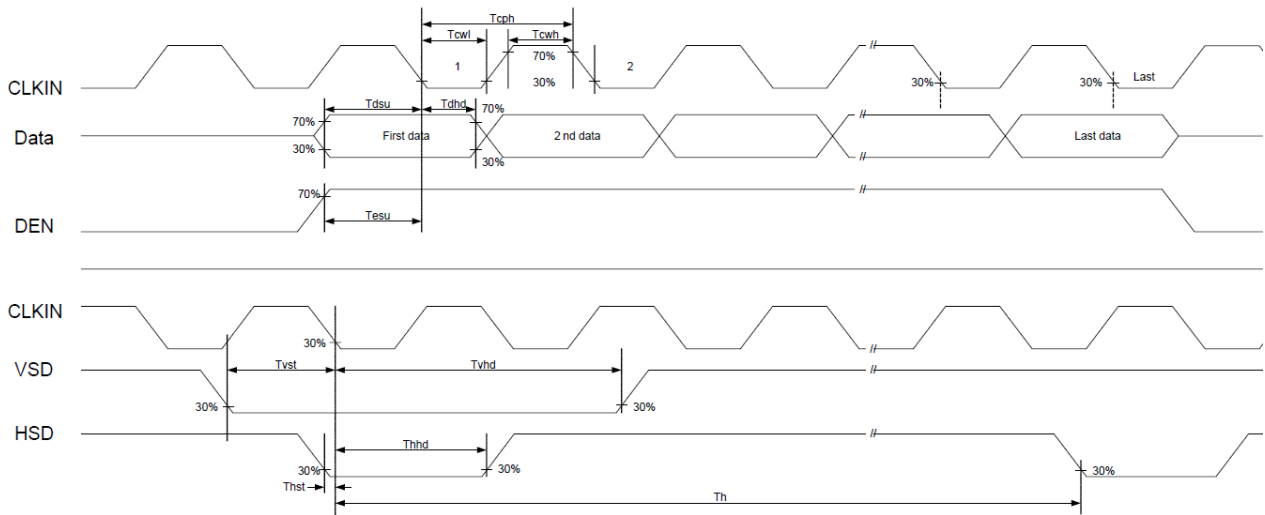 Tcph
Tcwl Tcwh
// 
CLKIN 1 70% 30% 2 30% 30% Last
Tdsu Tdhd
Data 70% 30% First data 70% 30% 2 nd data // Last data
DEN 70% Tesu //
CLKIN 30% //
VSD 30% Tvst Tvhd 30% //
HSD 30% Thhd 30% // 30%
Thst
Th